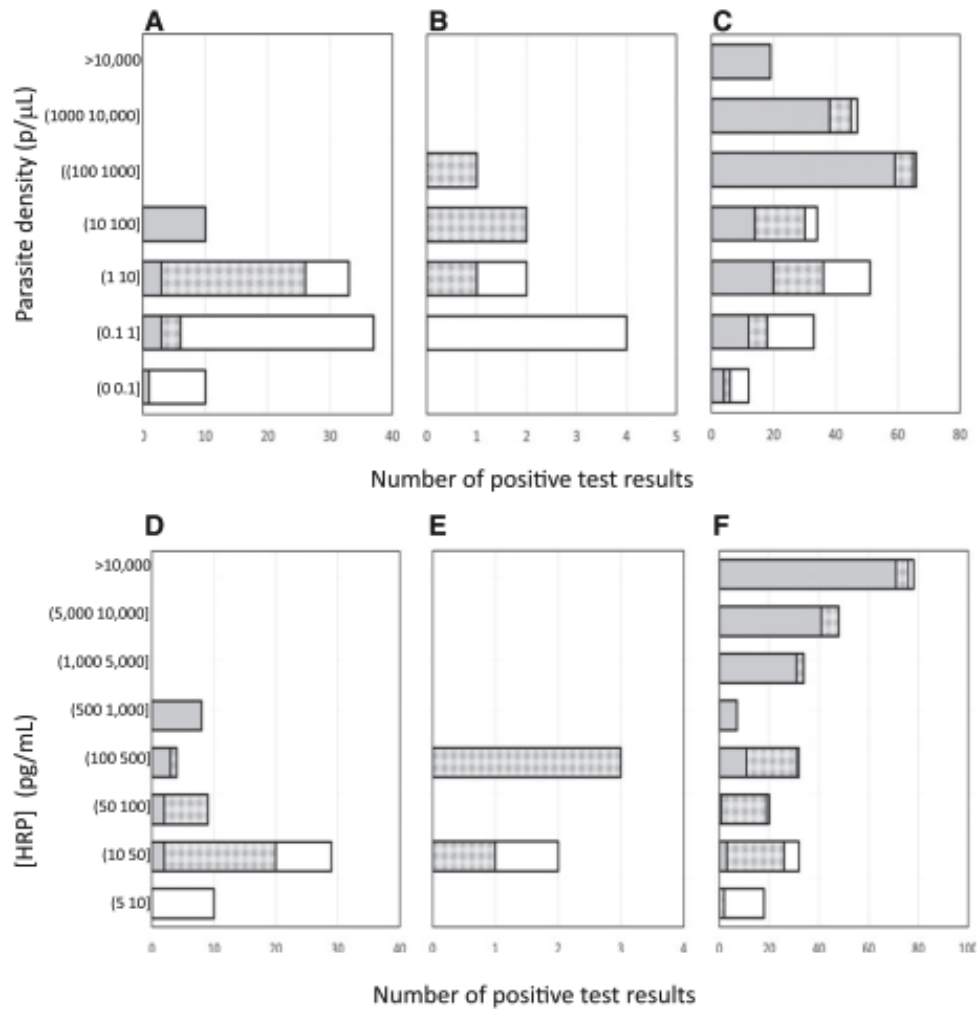 A B C
Parasite density (p/μL)
>10,000
(1000 10,000]
((100 1000]
(10 100]
(1 10]
(0.1 1]
(0 0.1]
0 10 20 30 40
0 1 2 3 4 5
0 20 40 60 80
Number of positive test results
D E F
[HRP] (pg/mL)
>10,000
(5,000 10,000]
(1,000 5,000]
(500 1,000]
(100 500]
(50 100]
(10 50]
(5 10]
0 10 20 30 40
0 1 2 3 4
0 20 40 60 80 100
Number of positive test results